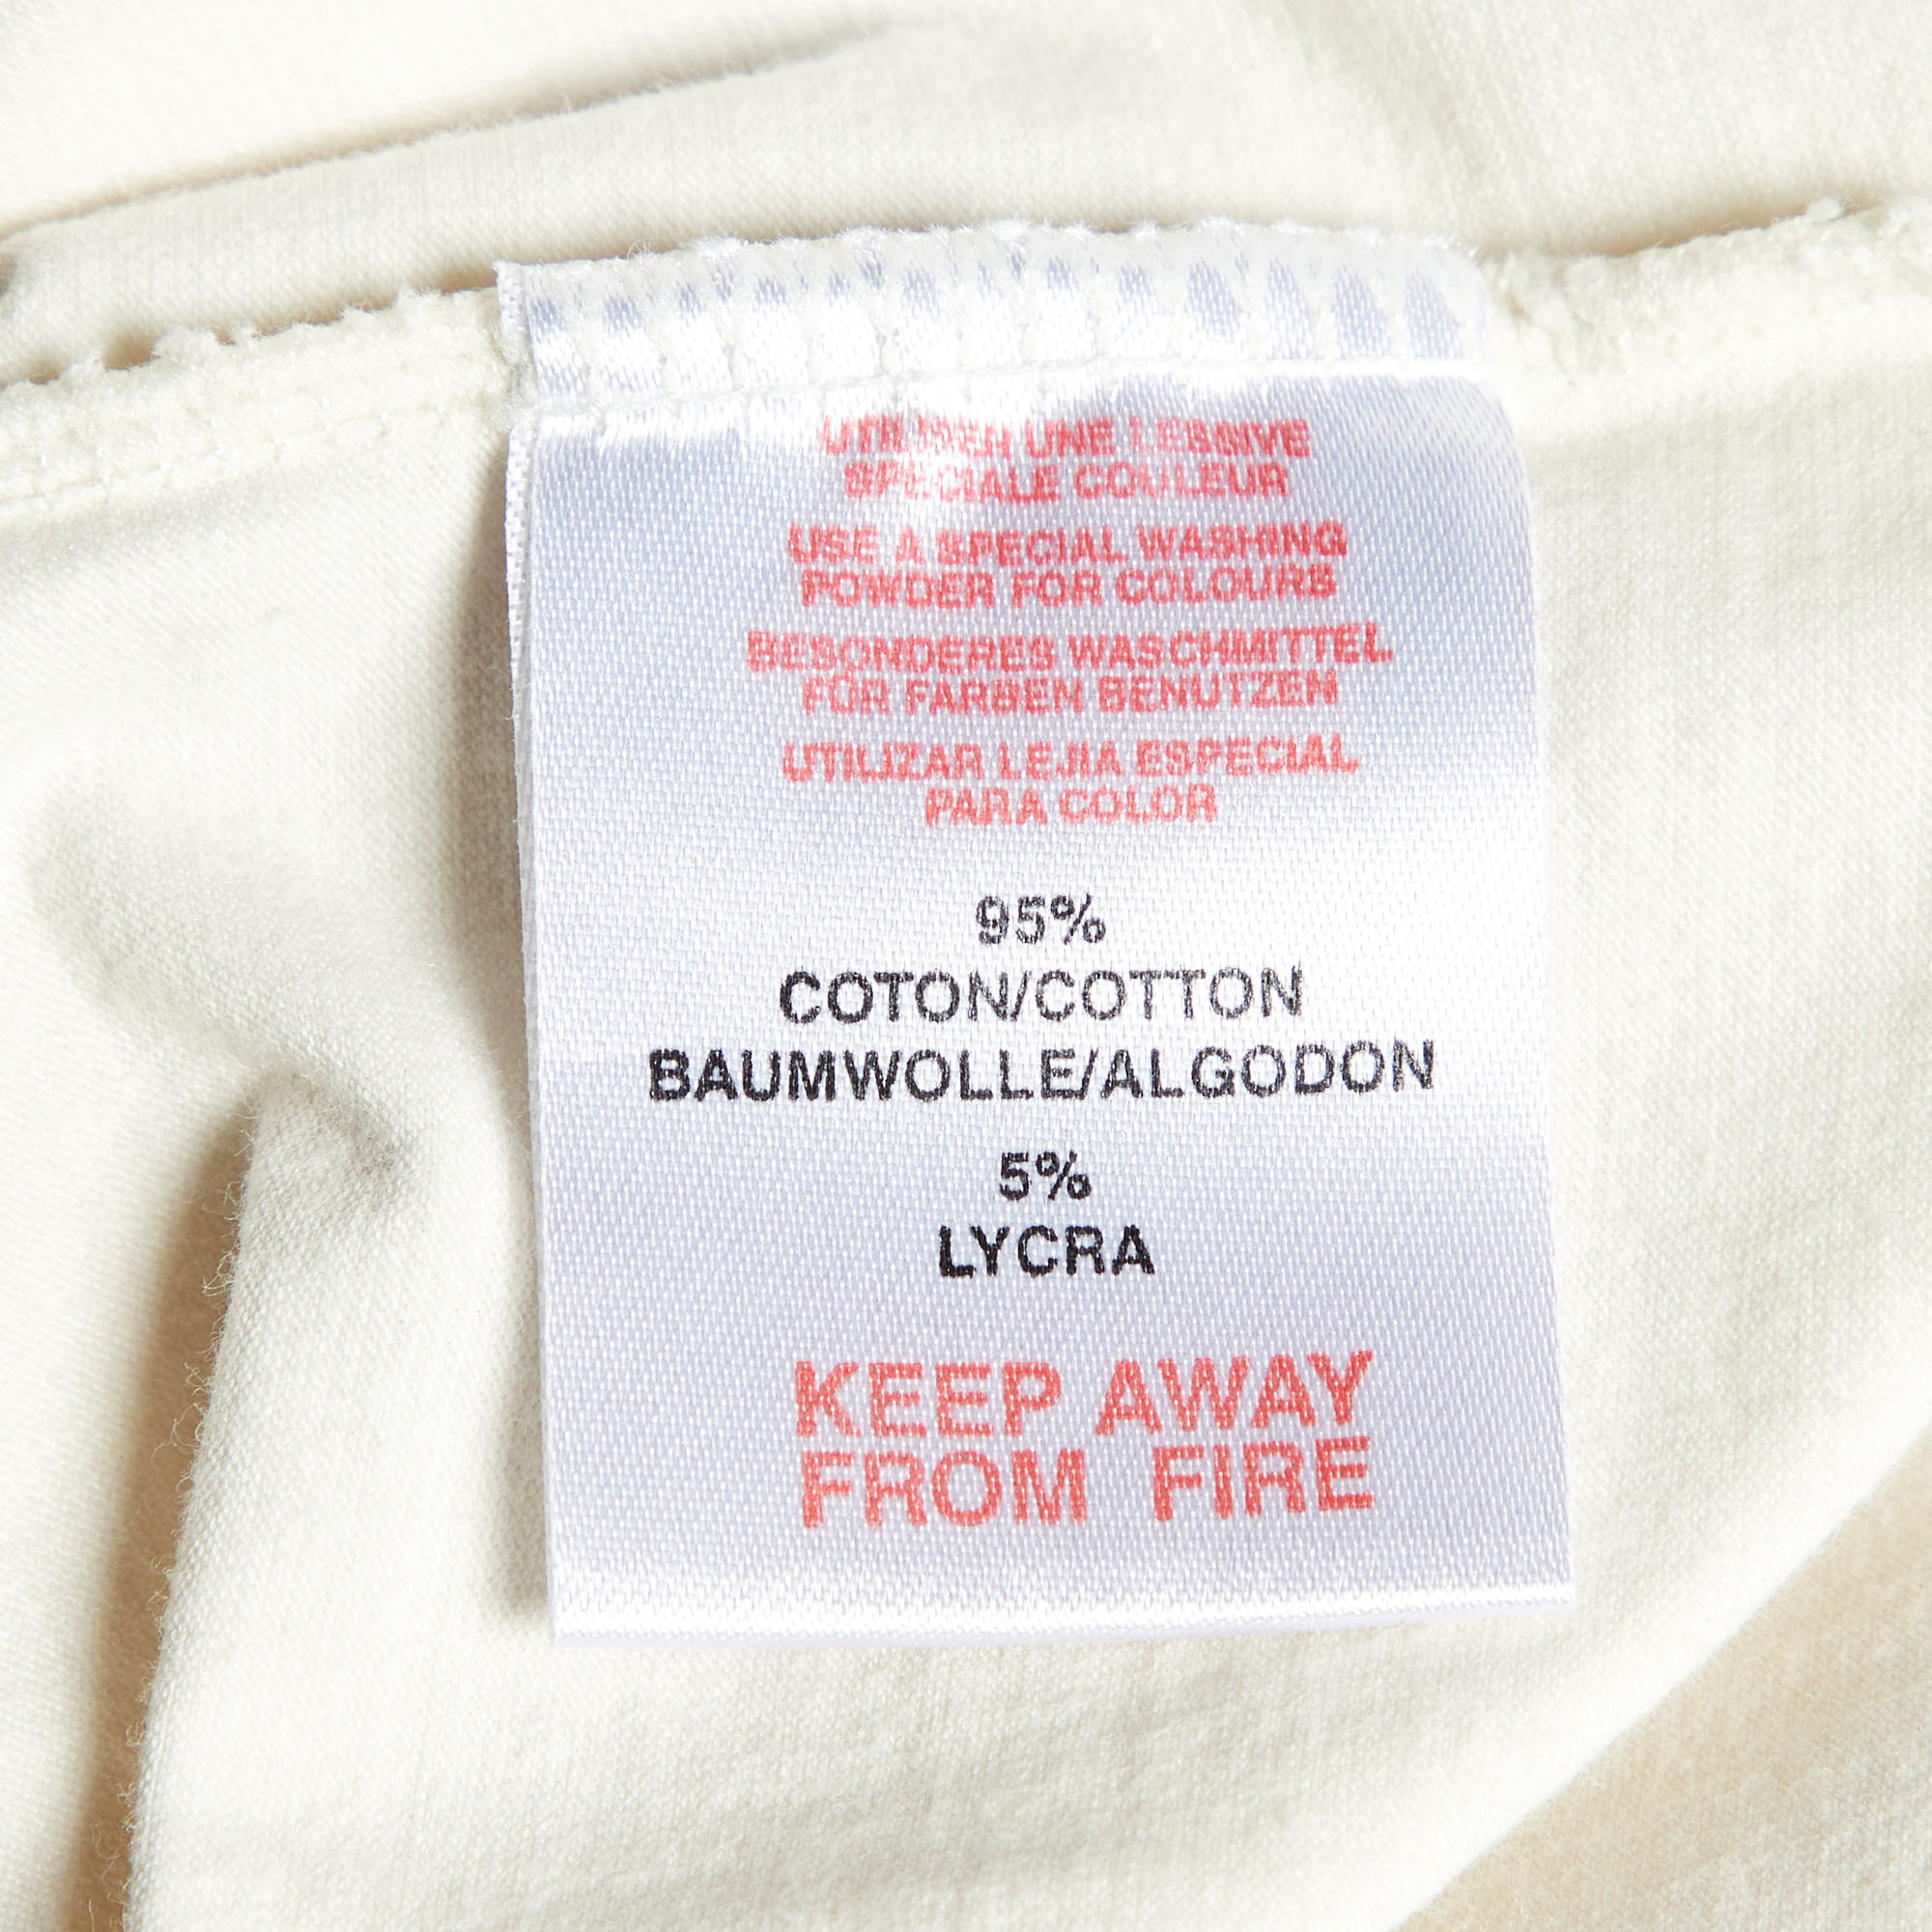 UTILISER UNE LESSIVE
SPECIALE COULEUR
USE A SPECIAL WASHING
POWDER FOR COLOURS
BESONDERES WASCHMITTEL
FÜR FARBEN BENUTZEN
UTILIZAR LEJIA ESPECIAL
PARA COLOR
95%
COTON/COTTON
BAUMWOLLE/ALGODON
5%
LYCRA
KEEP AWAY
FROM FIRE